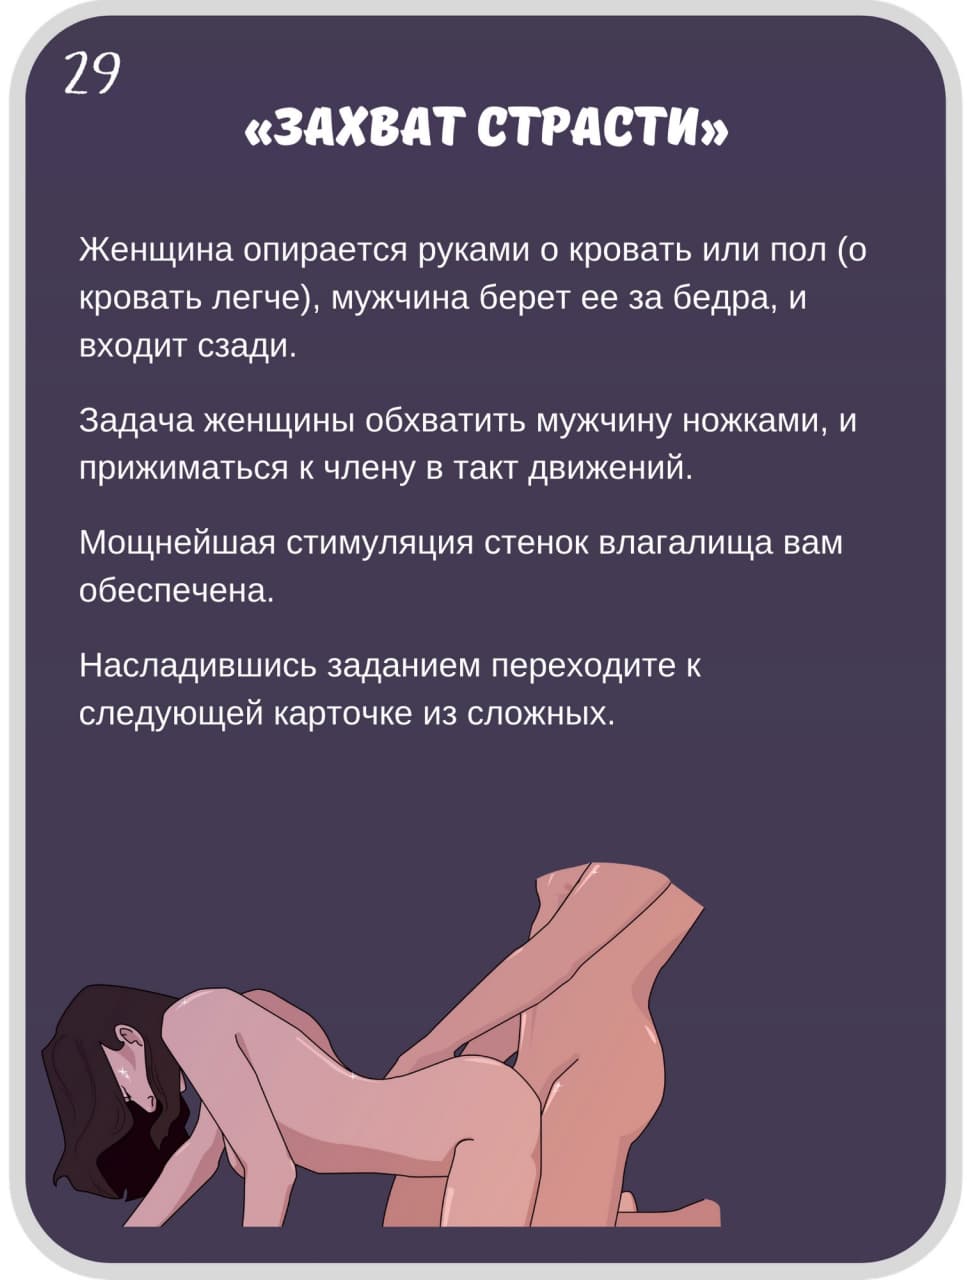 29
«ЗАХВАТ СТРАСТИ»
Женщина опирается руками о кровать или пол (о
кровать легче), мужчина берет ее за бедра, и
входит сзади.
Задача женщины обхватить мужчину ножками, и
прижиматься к члену в такт движений.
Мощнейшая стимуляция стенок влагалища вам
обеспечена.
Насладившись заданием переходите к
следующей карточке из сложных.